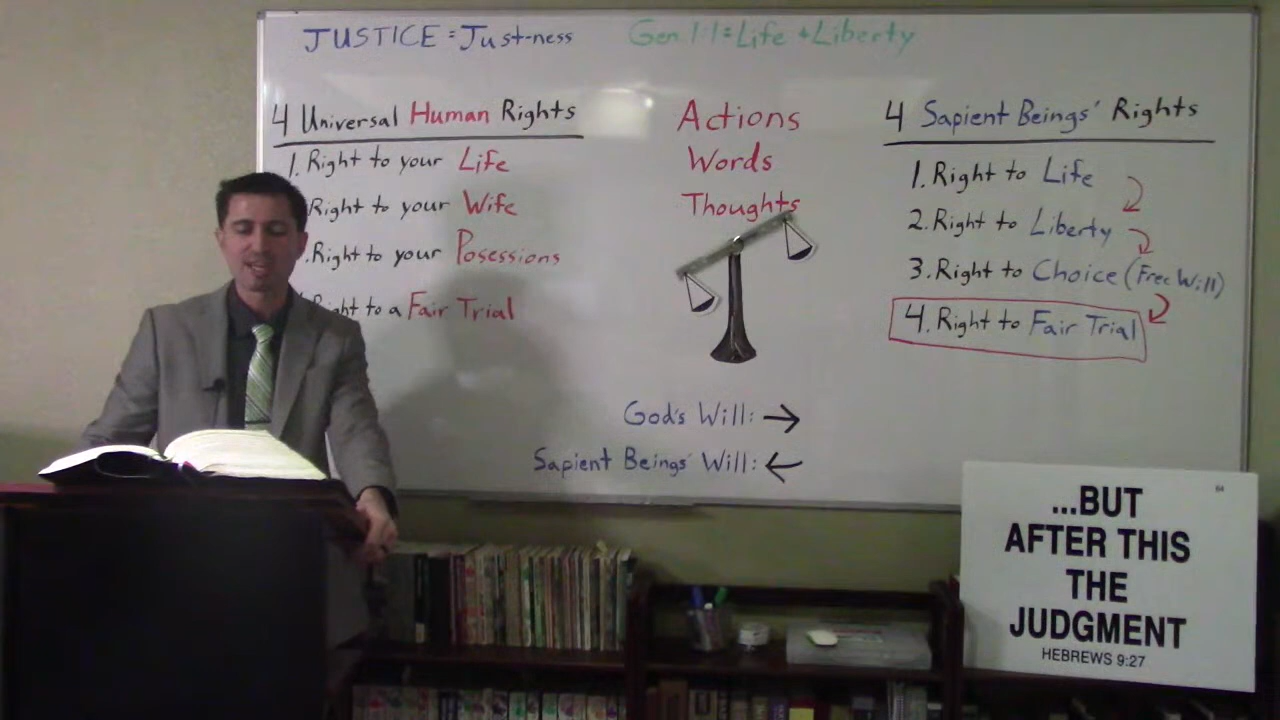 JUSTICE = Just-ness
Gen 1:1 = Life + Liberty
4 Universal Human Rights
1. Right to your Life
Right to your Wife
. Right to your Posessions
ght to a Fair Trial
Actions
Words
Thoughts
God's Will: →
Sapient Beings' Will: ←
4 Sapient Beings' Rights
1. Right to Life
2. Right to Liberty
3. Right to Choice (Free Will)
4. Right to Fair Trial
84
...BUT
AFTER THIS
THE
JUDGMENT
HEBREWS 9:27